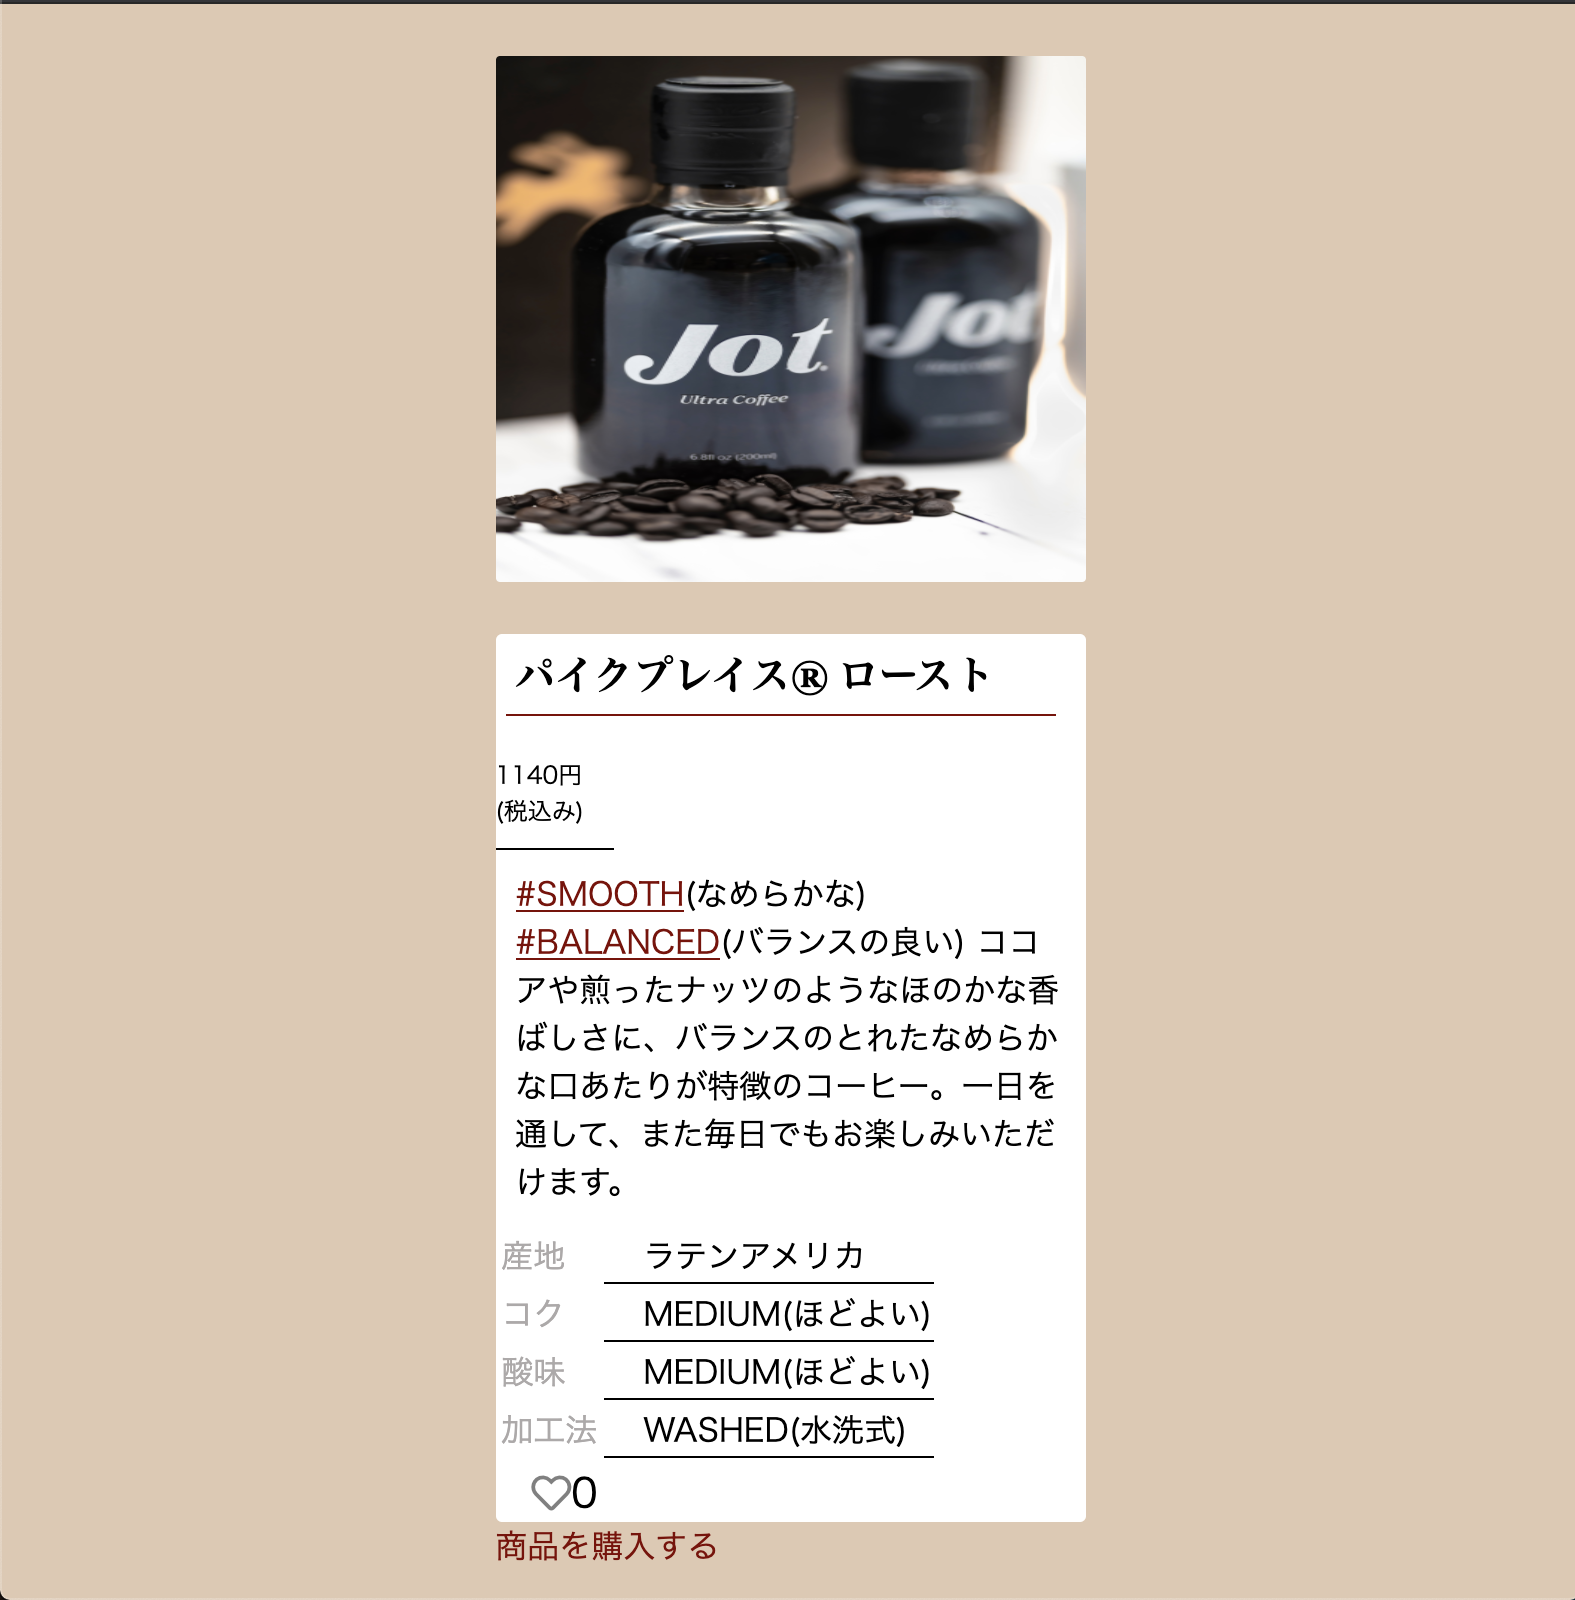 Jot
Jot.
Ultra Coffee
6.8fl oz (200ml)
パイクプレイス® ロースト
1140円
(税込み)
#SMOOTH(なめらかな)
#BALANCED(バランスの良い) ココ
アや煎ったナッツのようなほのかな香
ばしさに、バランスのとれたなめらか
な口あたりが特徴のコーヒー。一日を
通して、また毎日でもお楽しみいただ
けます。
産地 ラテンアメリカ
コク MEDIUM(ほどよい)
酸味 MEDIUM(ほどよい)
加工法 WASHED(水洗式)
0
商品を購入する